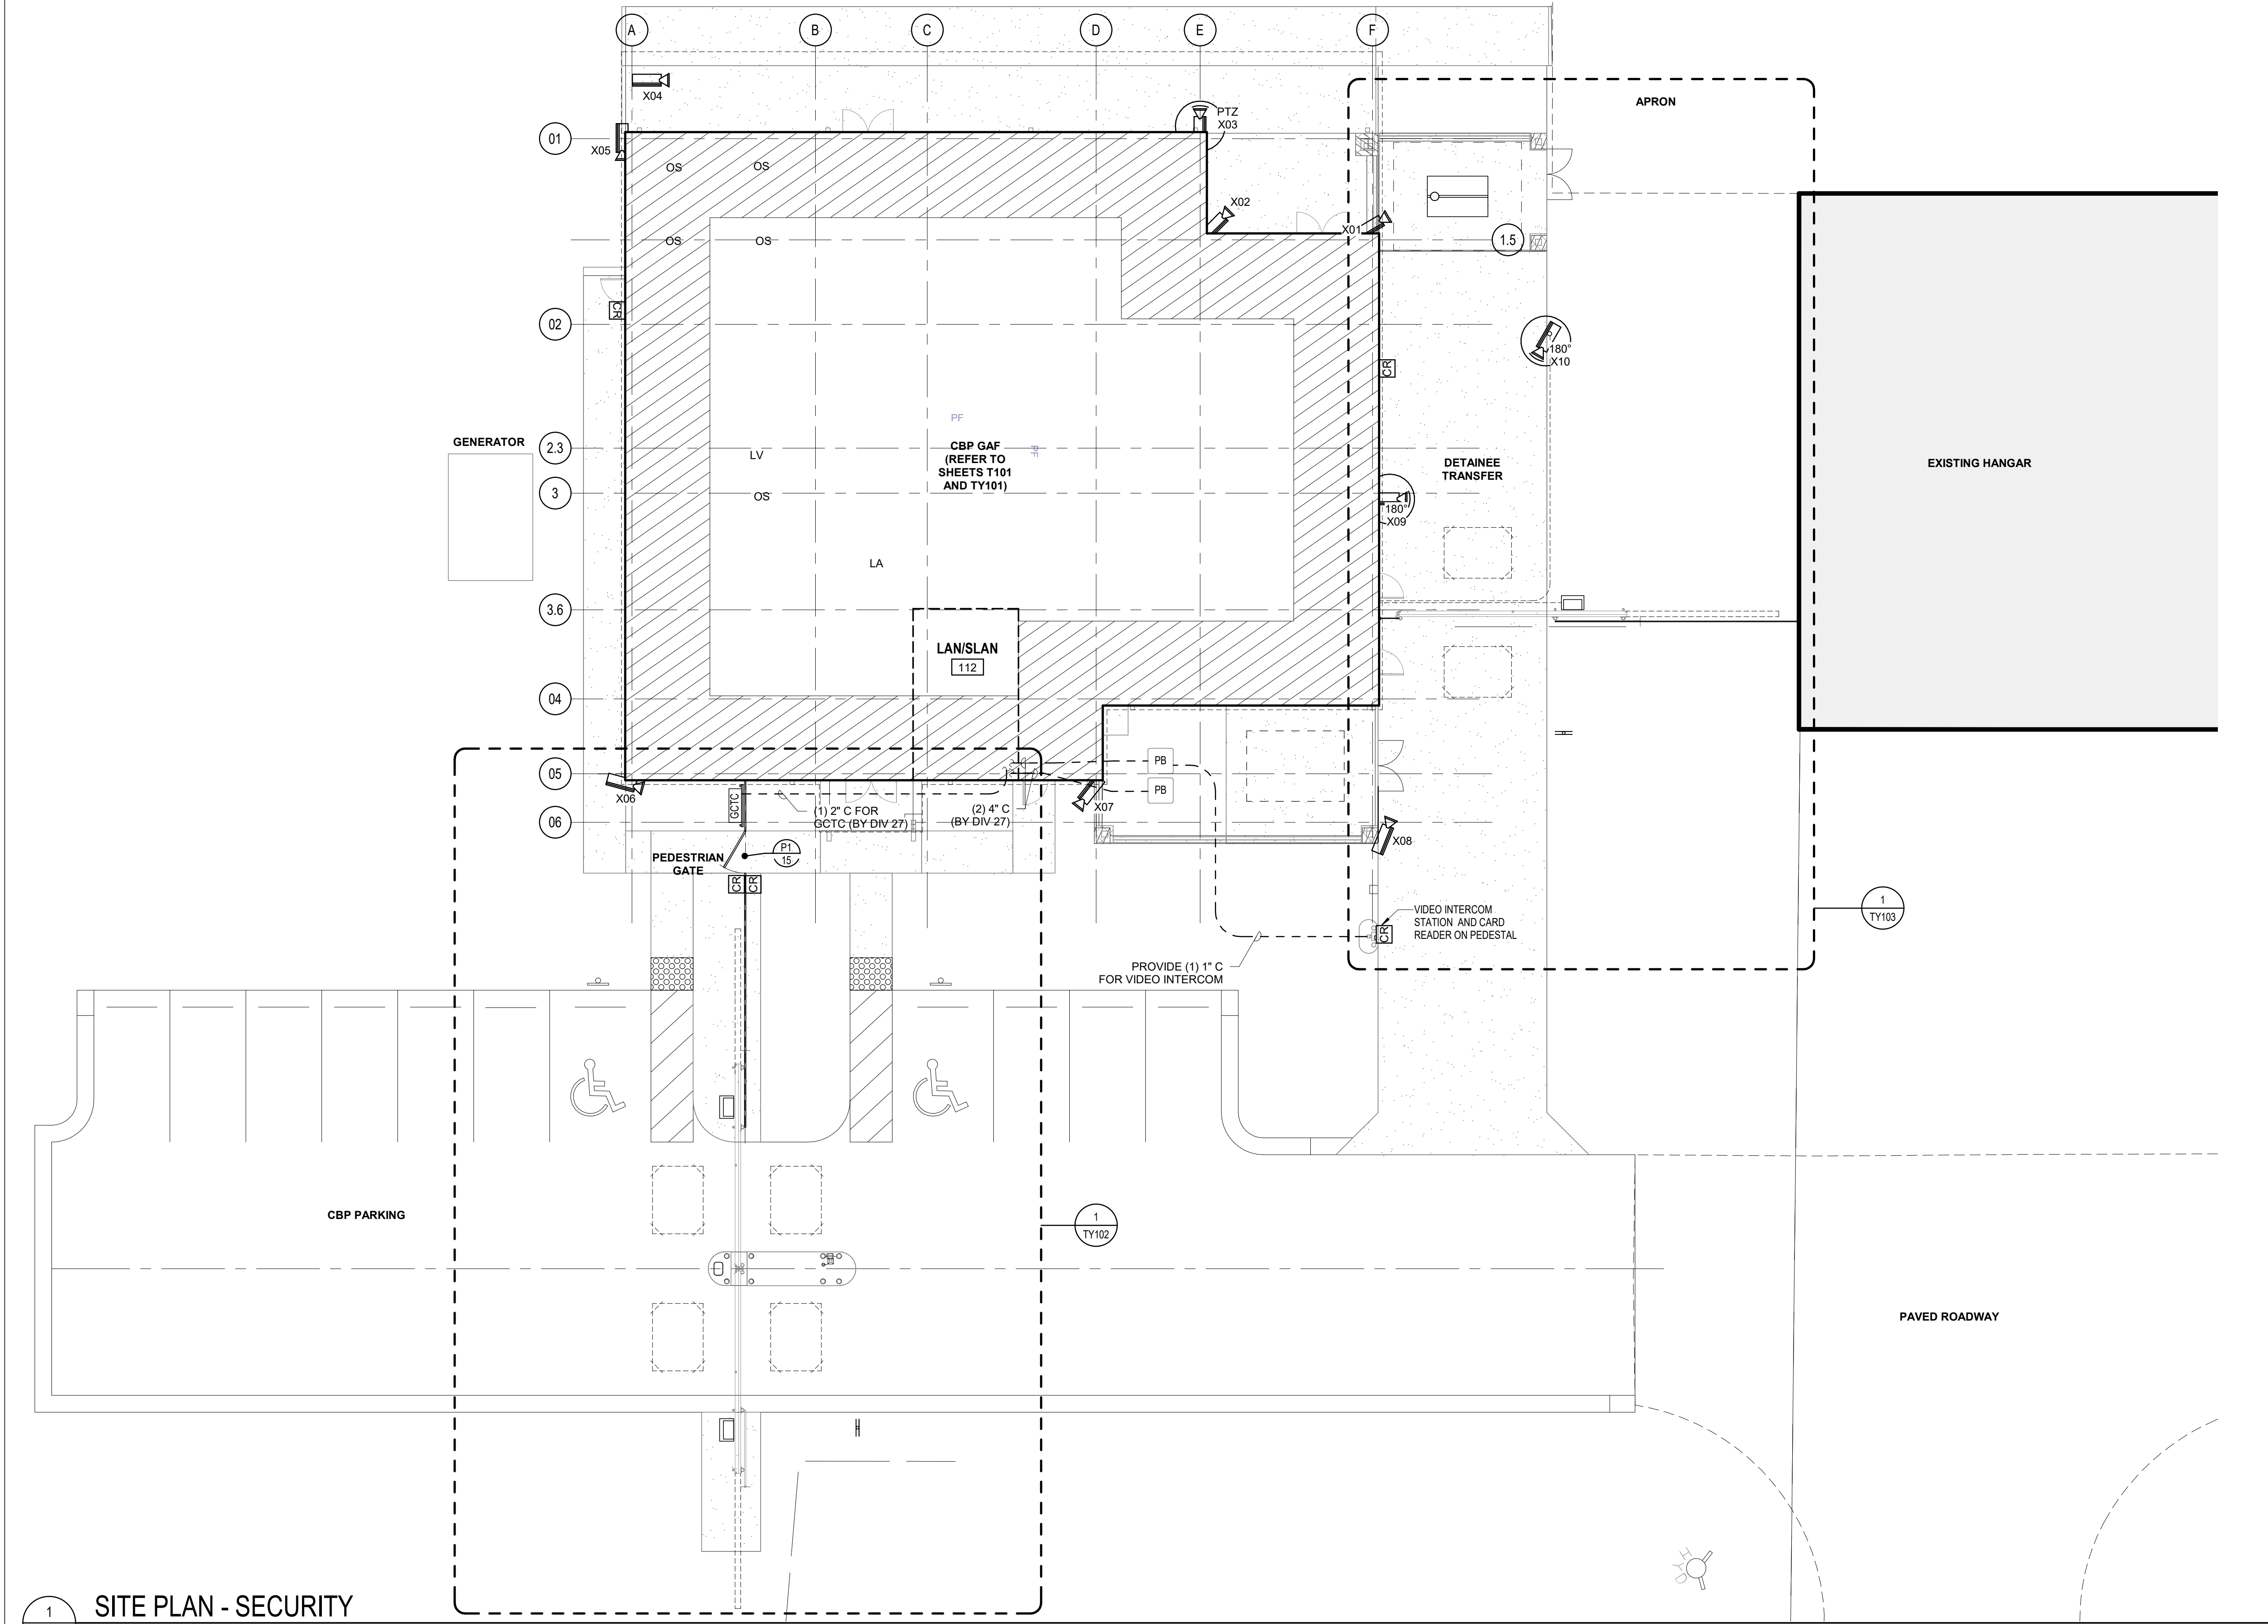 A
B
C
D
E
F
X04
PTZ
X03
APRON
01
X05
OS
OS
X02
X01
OS
OS
1.5
CR
02
180°
X10
CR
PF
GENERATOR
2.3
LV
CBP GAF
(REFER TO
SHEETS T101
AND TY101)
PF
DETAINEE
TRANSFER
EXISTING HANGAR
3
OS
180°
X09
LA
3.6
LAN/SLAN
112
04
05
PB
PB
X06
GCTC
(1) 2" C FOR
GCTC (BY DIV 27)
(2) 4" C
(BY DIV 27)
X07
06
X08
PEDESTRIAN
GATE
P1
15
CR
CR
VIDEO INTERCOM
STATION AND CARD
READER ON PEDESTAL
CR
1
TY103
PROVIDE (1) 1" C
FOR VIDEO INTERCOM
CBP PARKING
1
TY102
PAVED ROADWAY
HYD
1
SITE PLAN - SECURITY